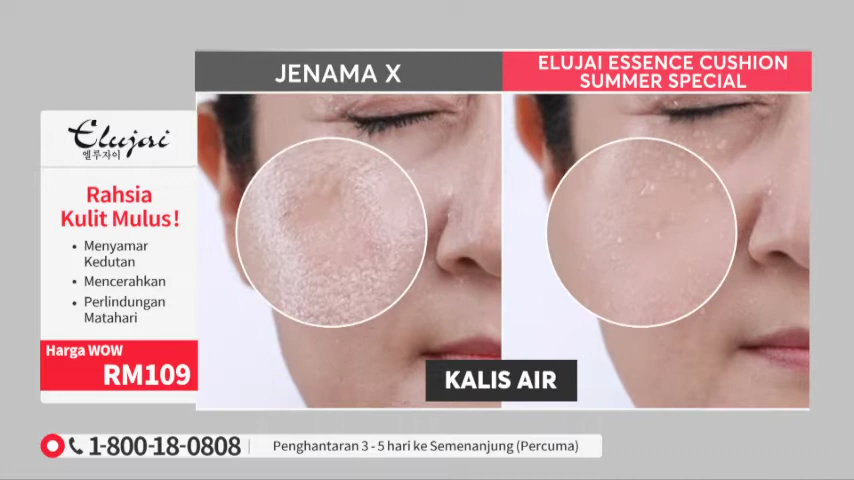 JENAMA X
ELUJAI ESSENCE CUSHION
SUMMER SPECIAL
Elujai
엘루자이
Rahsia
Kulit Mulus!
• Menyamar
Kedutan
• Mencerahkan
• Perlindungan
Matahari
Harga WOW
RM109
KALIS AIR
1-800-18-0808
Penghantaran 3 - 5 hari ke Semenanjung (Percuma)